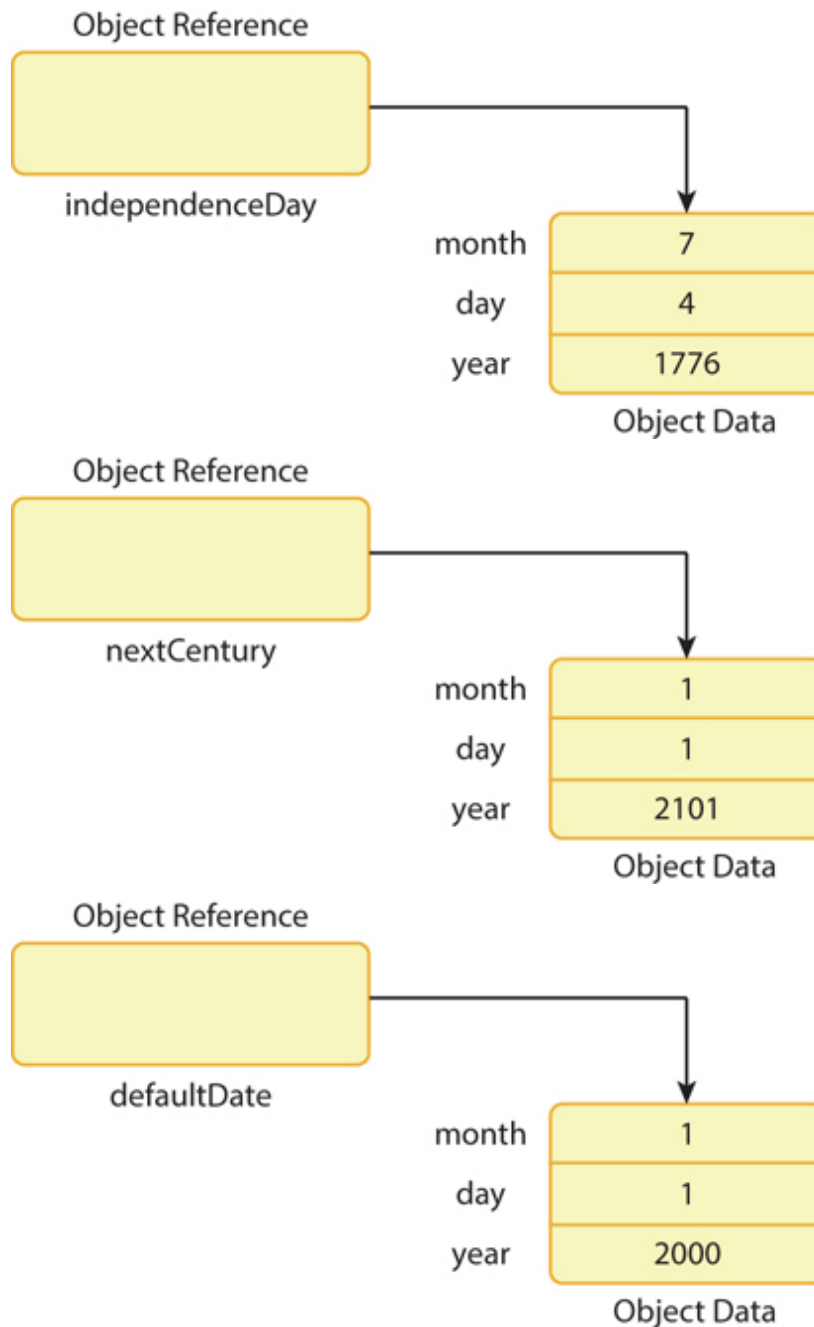 Object Reference
independenceDay
month 7
day 4
year 1776
Object Data
Object Reference
nextCentury
month 1
day 1
year 2101
Object Data
Object Reference
defaultDate
month 1
day 1
year 2000
Object Data